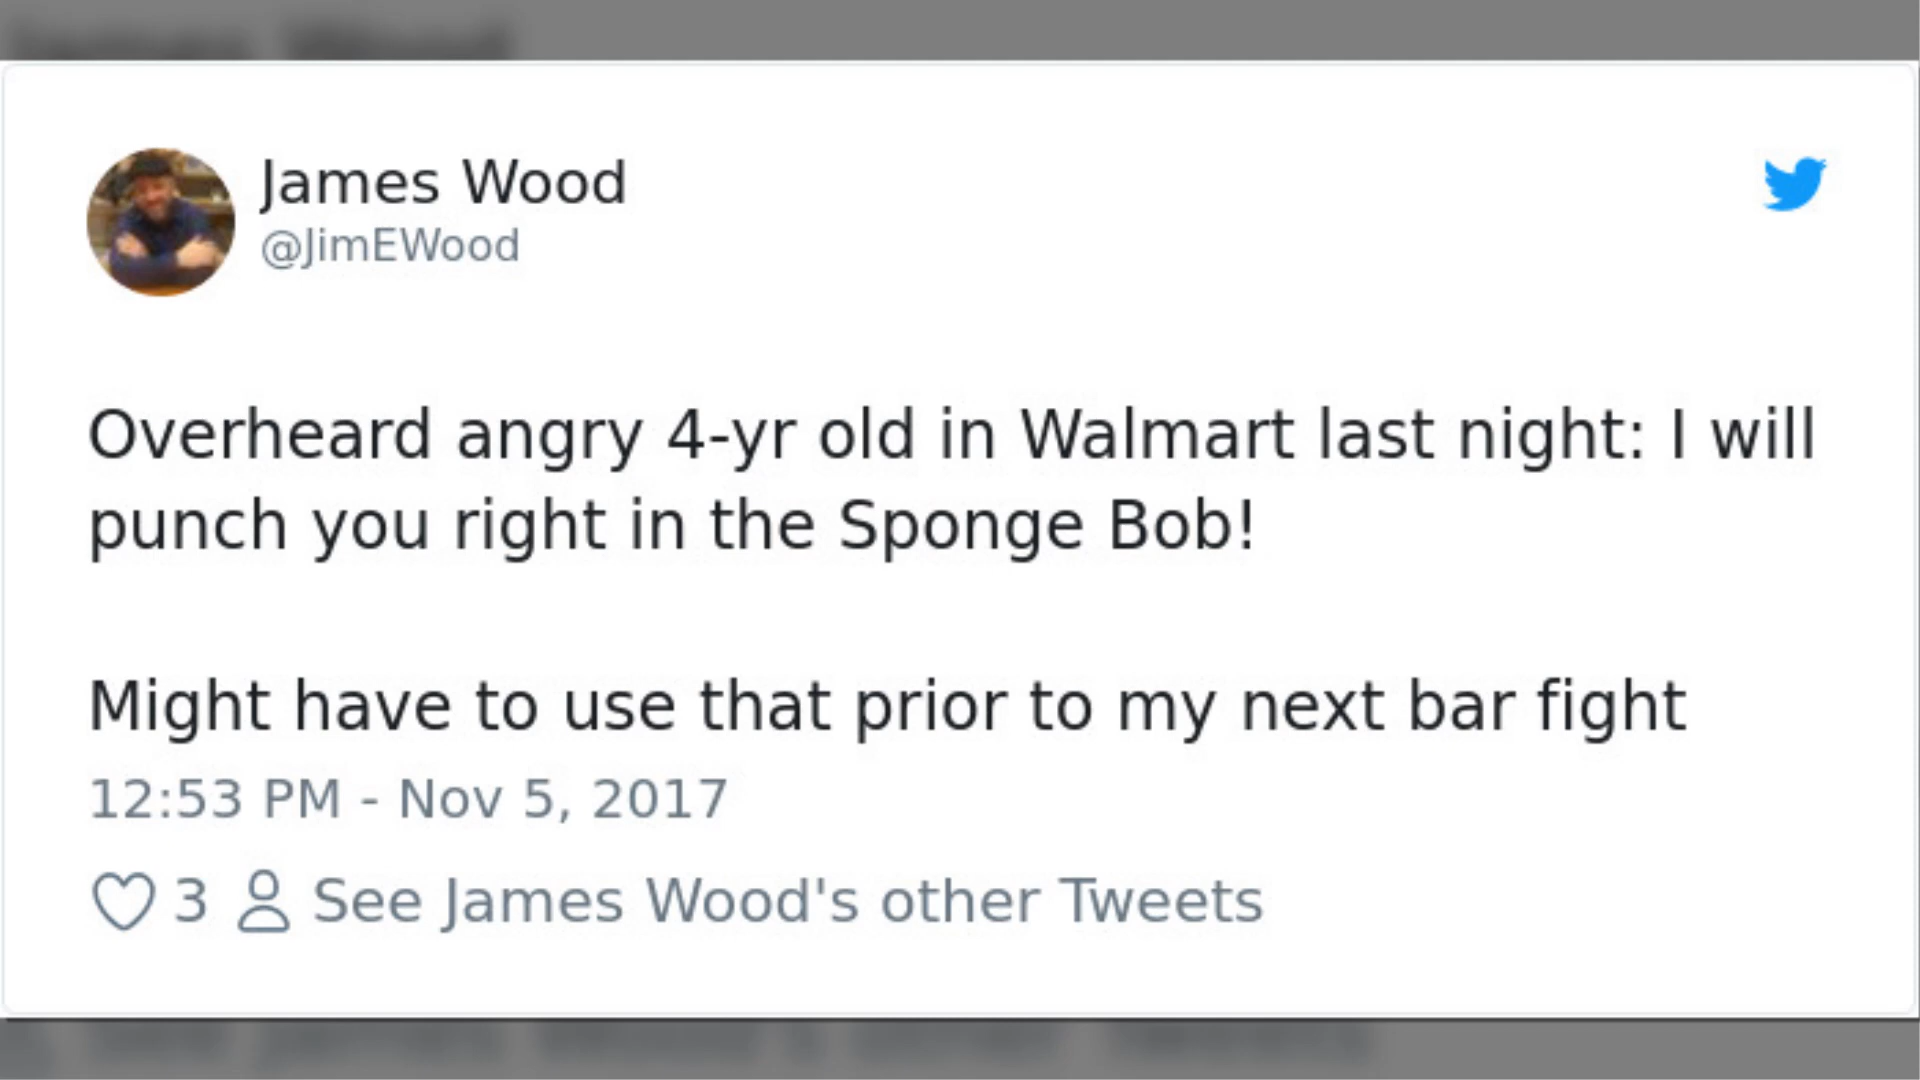 James Wood
@JimEWood
Overheard angry 4-yr old in Walmart last night: I will
punch you right in the Sponge Bob!
Might have to use that prior to my next bar fight
12:53 PM - Nov 5, 2017
3 See James Wood's other Tweets